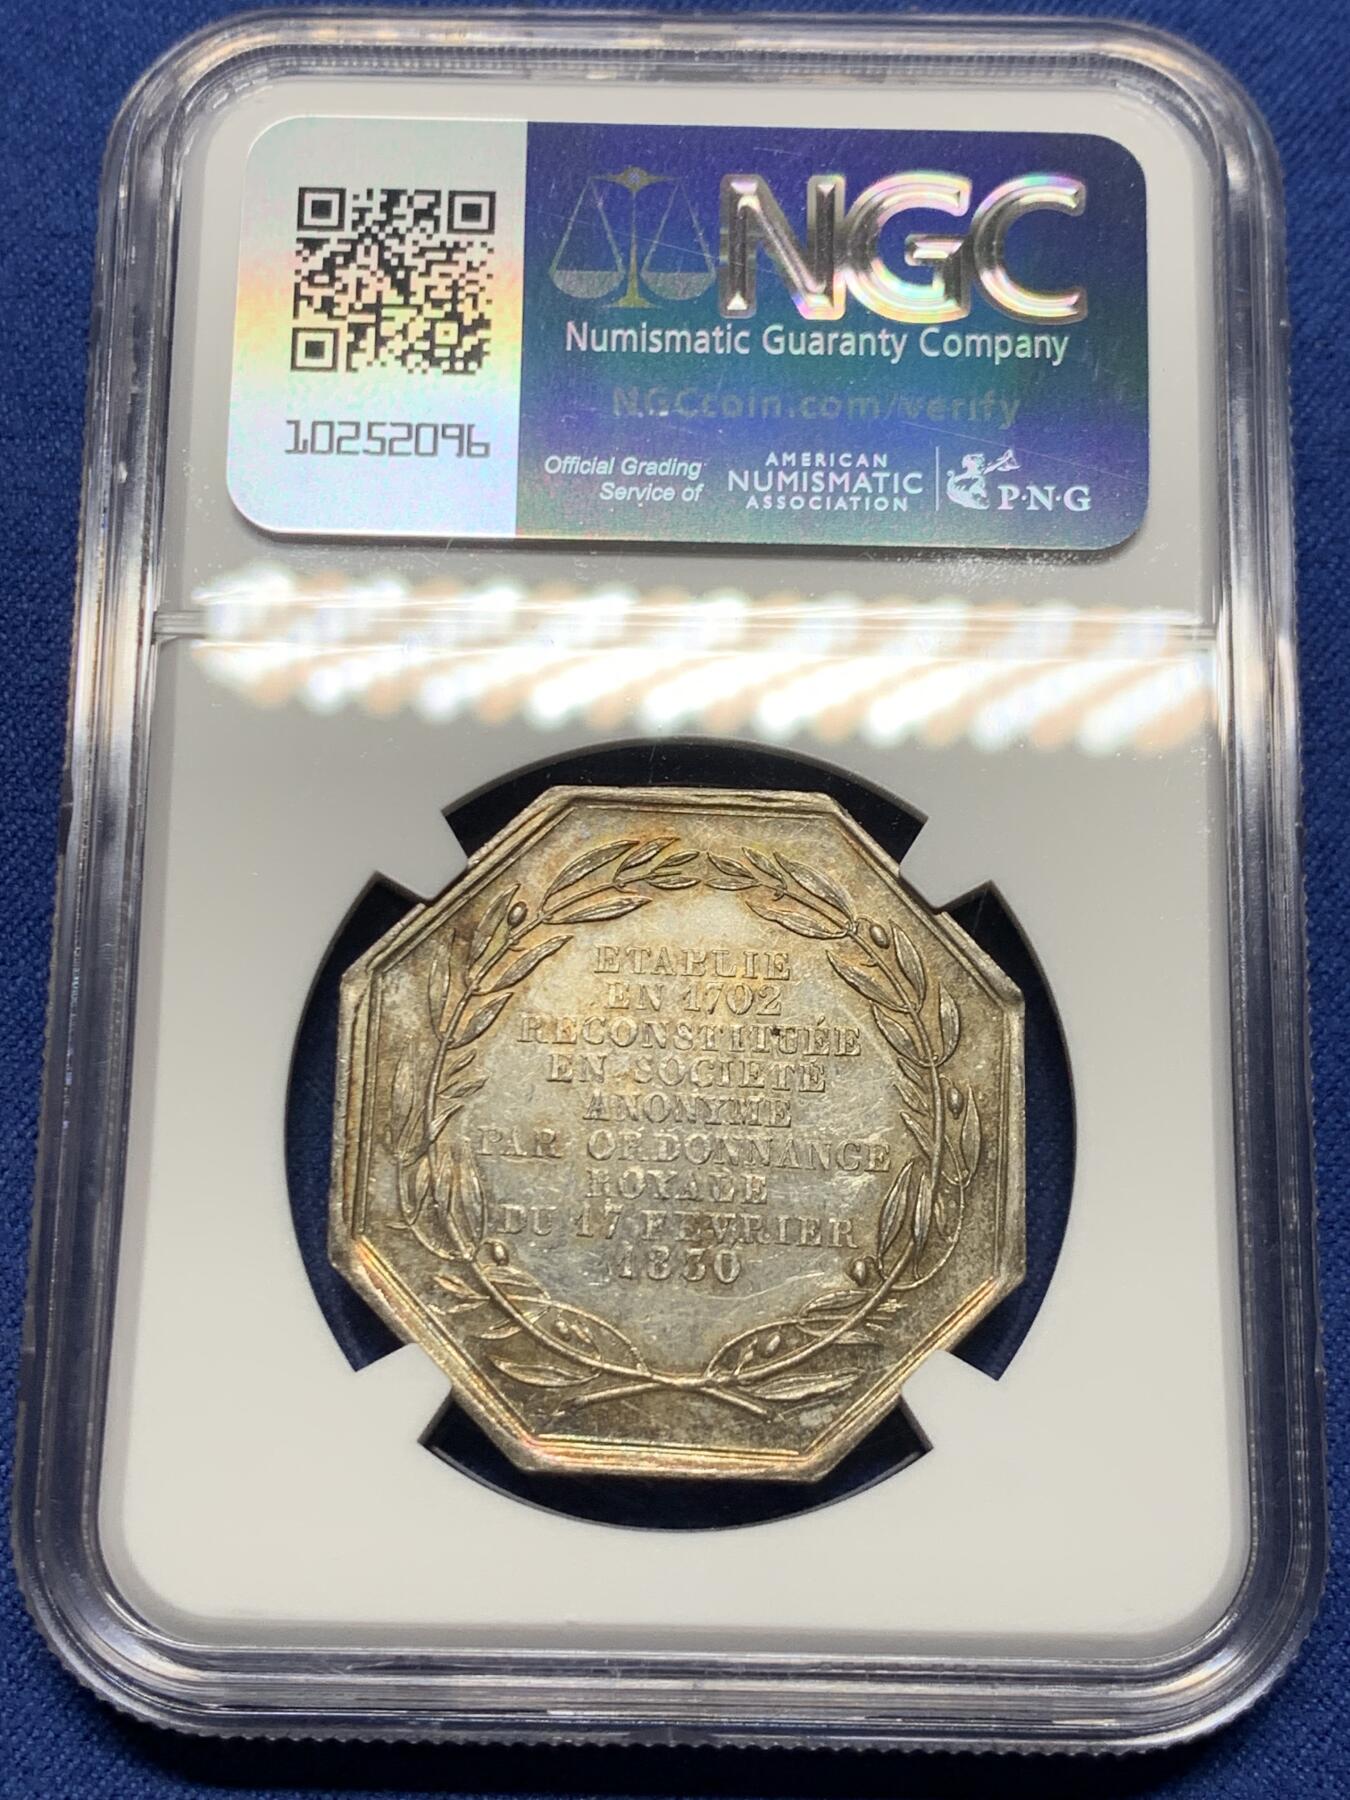 NGC
Numismatic Guaranty Company
NGCcoin.com/verify
10252096
Official Grading
Service of
AMERICAN
NUMISMATIC
ASSOCIATION
P·N·G
ETABLIE
EN 1702
RECONSTITUÉE
EN SOCIÉTÉ
ANONYME
PAR ORDONNANCE
ROYALE
DU 17 FEVRIER
1830